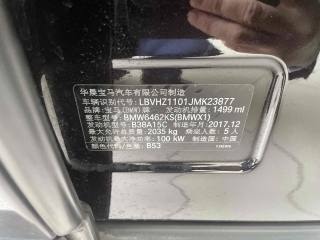 华晨宝马汽车有限公司制造
车辆识别代号: LBVHZ1101JMK23877
品牌: 宝马(BMW)牌 发动机排量: 1499 ml
整车型号: BMW6462KS(BMWX1)
发动机型号: B38A15C 制造年月: 2017.12
最大允许总质量: 2035 kg 乘坐人数: 5 人
发动机最大净功率: 100 kW 制造国: 中国
颜色代码/色装: B53